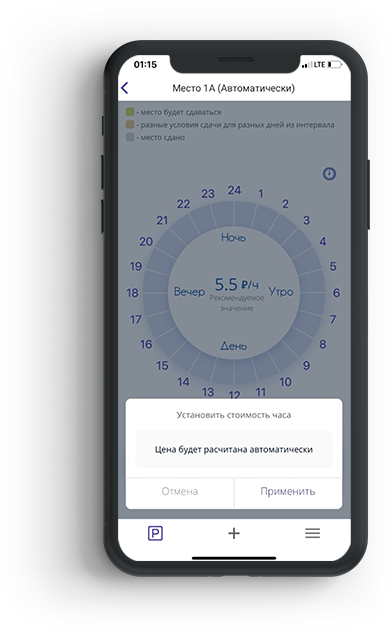 01:15
LTE
Место 1А (Автоматически)
- место будет сдаваться
- разные условия сдачи для разных дней из интервала
- место сдано
24
1
2
3
4
5
6
7
8
9
10
11
12
13
14
15
16
17
18
19
20
21
22
23
Ночь
Вечер
5.5 ₽/ч
Утро
Рекомендуемое
значение
День
Установить стоимость часа
Цена будет расчитана автоматически
Отмена
Применить
P